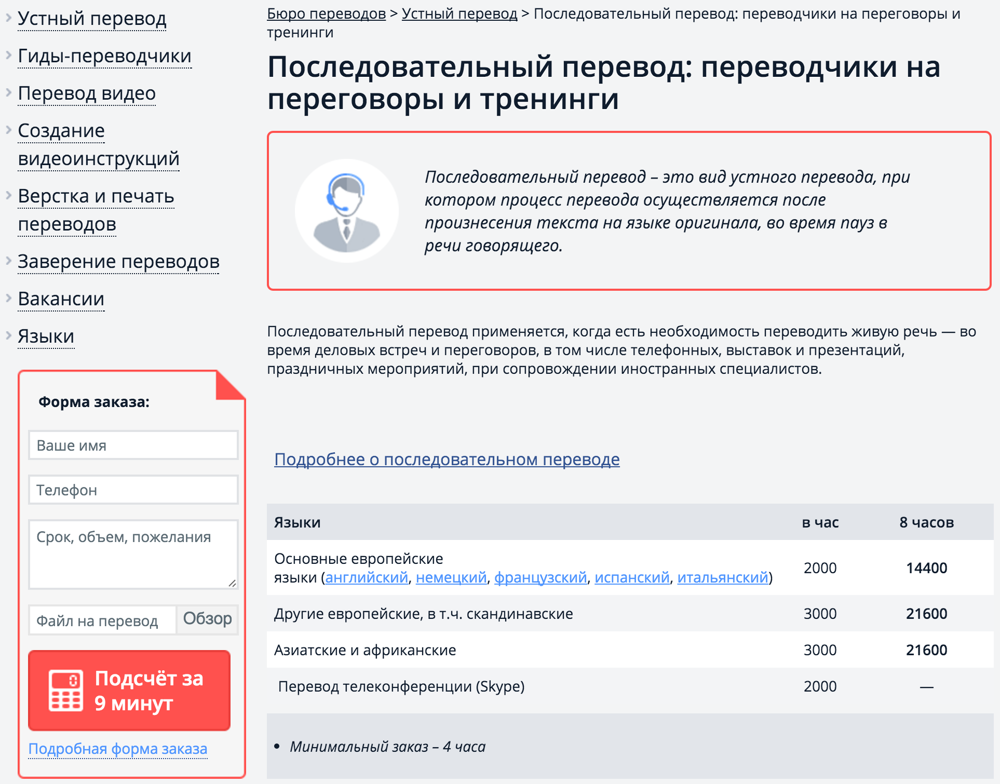 Устный перевод
Гиды-переводчики
Перевод видео
Создание
видеоинструкций
Верстка и печать
переводов
Заверение переводов
Вакансии
Языки
Форма заказа:
Ваше имя
Телефон
Срок, объем, пожелания
Файл на перевод Обзор
0
Подсчёт за
9 минут
Подробная форма заказа
Бюро переводов > Устный перевод > Последовательный перевод: переводчики на переговоры и
тренинги
Последовательный перевод: переводчики на
переговоры и тренинги
Последовательный перевод – это вид устного перевода, при
котором процесс перевода осуществляется после
произнесения текста на языке оригинала, во время пауз в
речи говорящего.
Последовательный перевод применяется, когда есть необходимость переводить живую речь — во
время деловых встреч и переговоров, в том числе телефонных, выставок и презентаций,
праздничных мероприятий, при сопровождении иностранных специалистов.
Подробнее о последовательном переводе
Языки в час 8 часов
Основные европейские
языки (английский, немецкий, французский, испанский, итальянский) 2000 14400
Другие европейские, в т.ч. скандинавские 3000 21600
Азиатские и африканские 3000 21600
Перевод телеконференции (Skype) 2000 —
• Минимальный заказ – 4 часа